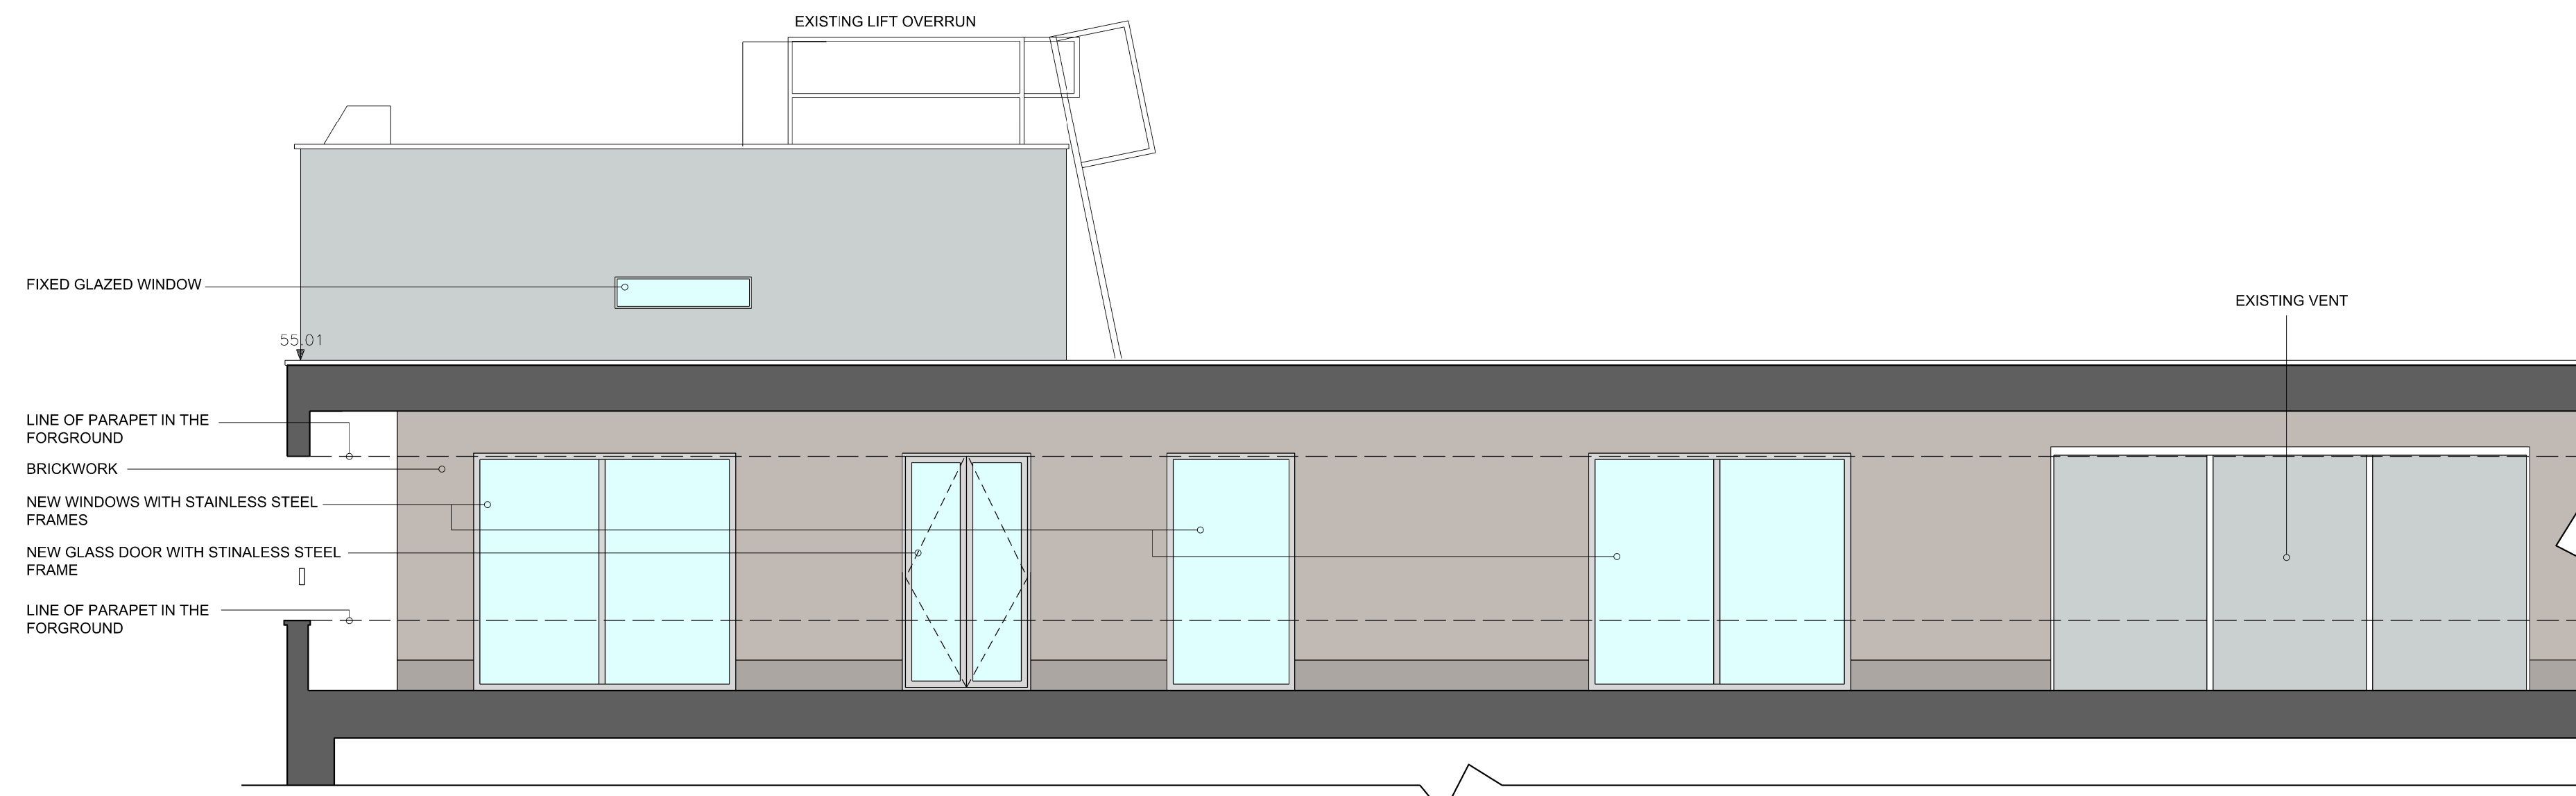 EXISTING LIFT OVERRUN
FIXED GLAZED WINDOW
EXISTING VENT
55.01
LINE OF PARAPET IN THE
FORGROUND
BRICKWORK
NEW WINDOWS WITH STAINLESS STEEL
FRAMES
NEW GLASS DOOR WITH STINALESS STEEL
FRAME
LINE OF PARAPET IN THE
FORGROUND